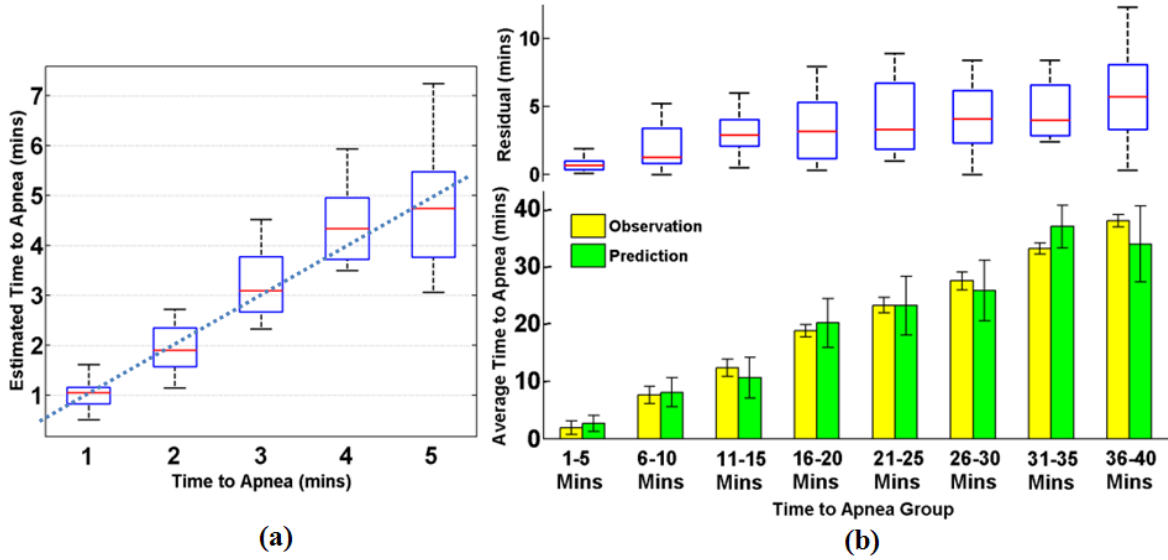 Estimated Time to Apnea (mins)
7
6
5
4
3
2
1
1 2 3 4 5
Time to Apnea (mins)
(a)
Residual (mins)
10
5
0
Average Time to Apnea (mins)
40
30
20
10
0
Observation
Prediction
1-5 6-10 11-15 16-20 21-25 26-30 31-35 36-40
Mins Mins Mins Mins Mins Mins Mins Mins
Time to Apnea Group
(b)